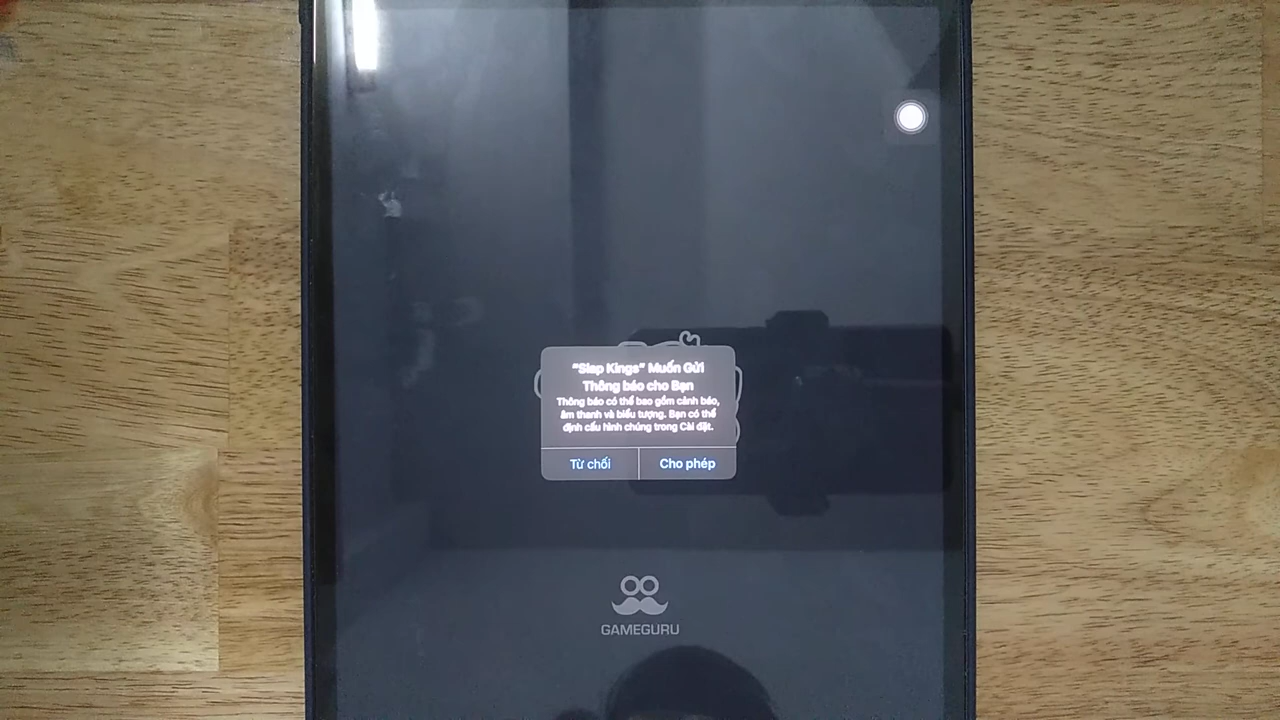 “Slap Kings” Muốn Gửi
Thông báo cho Bạn
Thông báo có thể bao gồm cảnh báo,
âm thanh và biểu tượng. Bạn có thể
định cấu hình chúng trong Cài đặt.
Từ chối
Cho phép
GAMEGURU